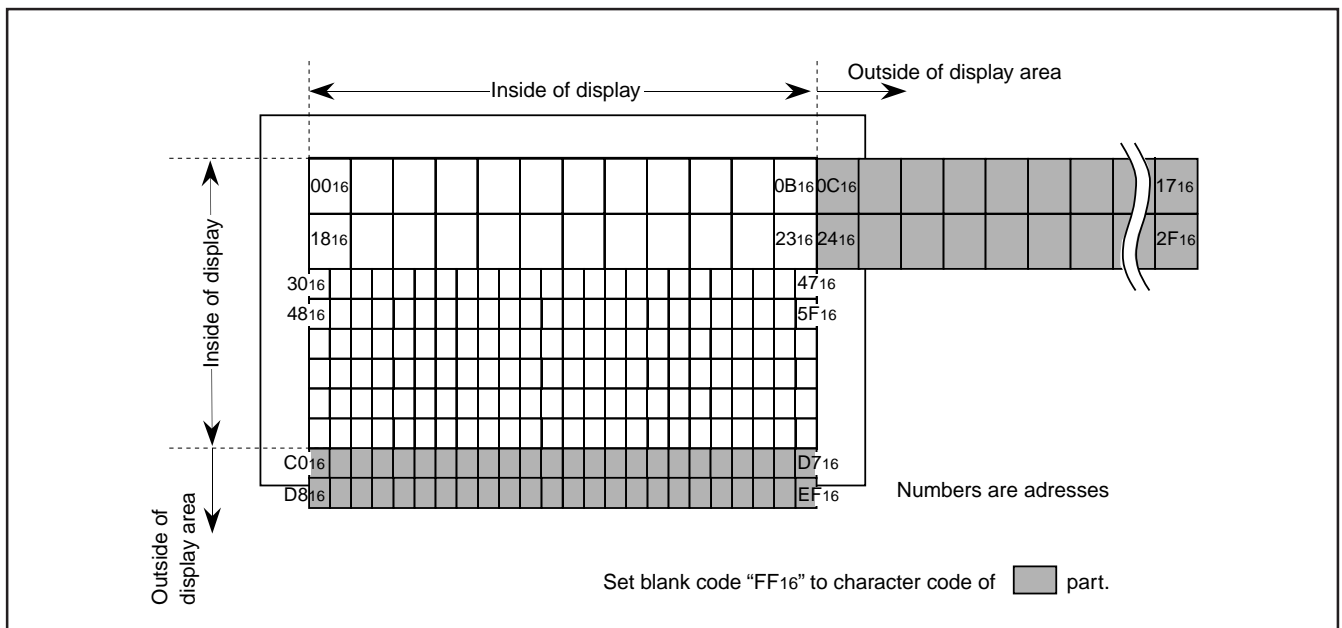 Outside of display area
Inside of display
0016 0B16 0C16 1716
1816 2316 2416 2F16
3016 4716
4816 5F16
Inside of display
C016 D716
D816 EF16
Numbers are adresses
Outside of
display area
Set blank code “FF16” to character code of part.